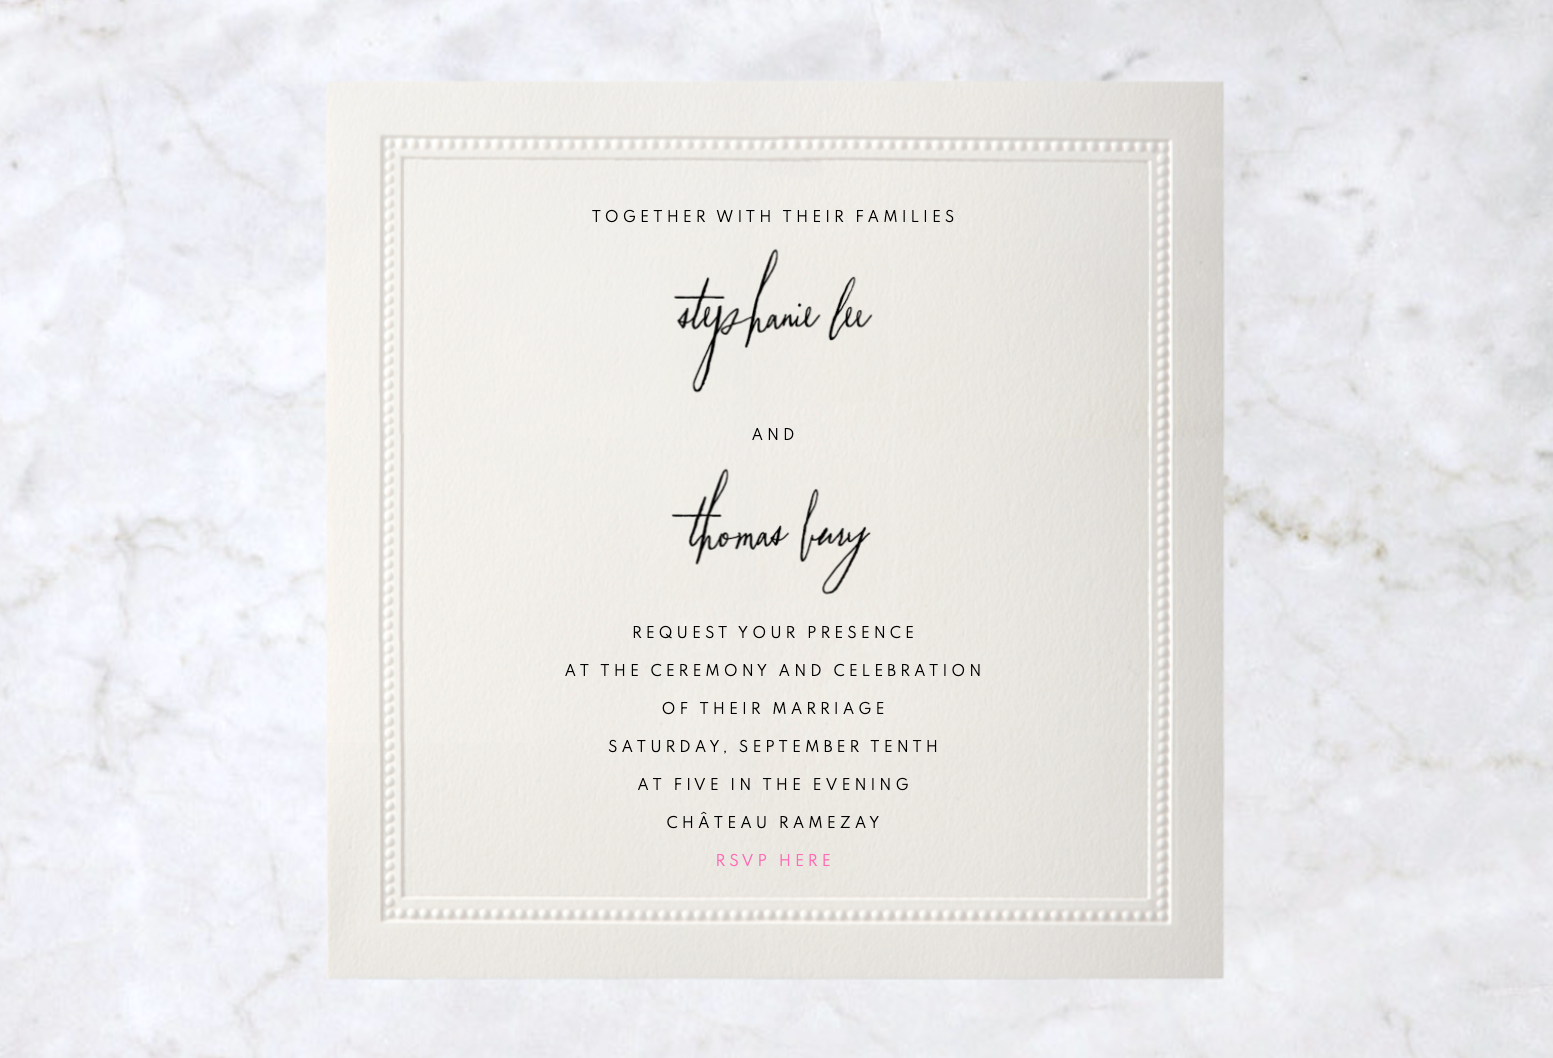 TOGETHER WITH THEIR FAMILIES
stephanie lee
AND
thomas berry
REQUEST YOUR PRESENCE
AT THE CEREMONY AND CELEBRATION
OF THEIR MARRIAGE
SATURDAY, SEPTEMBER TENTH
AT FIVE IN THE EVENING
CHÂTEAU RAMEZAY
RSVP HERE